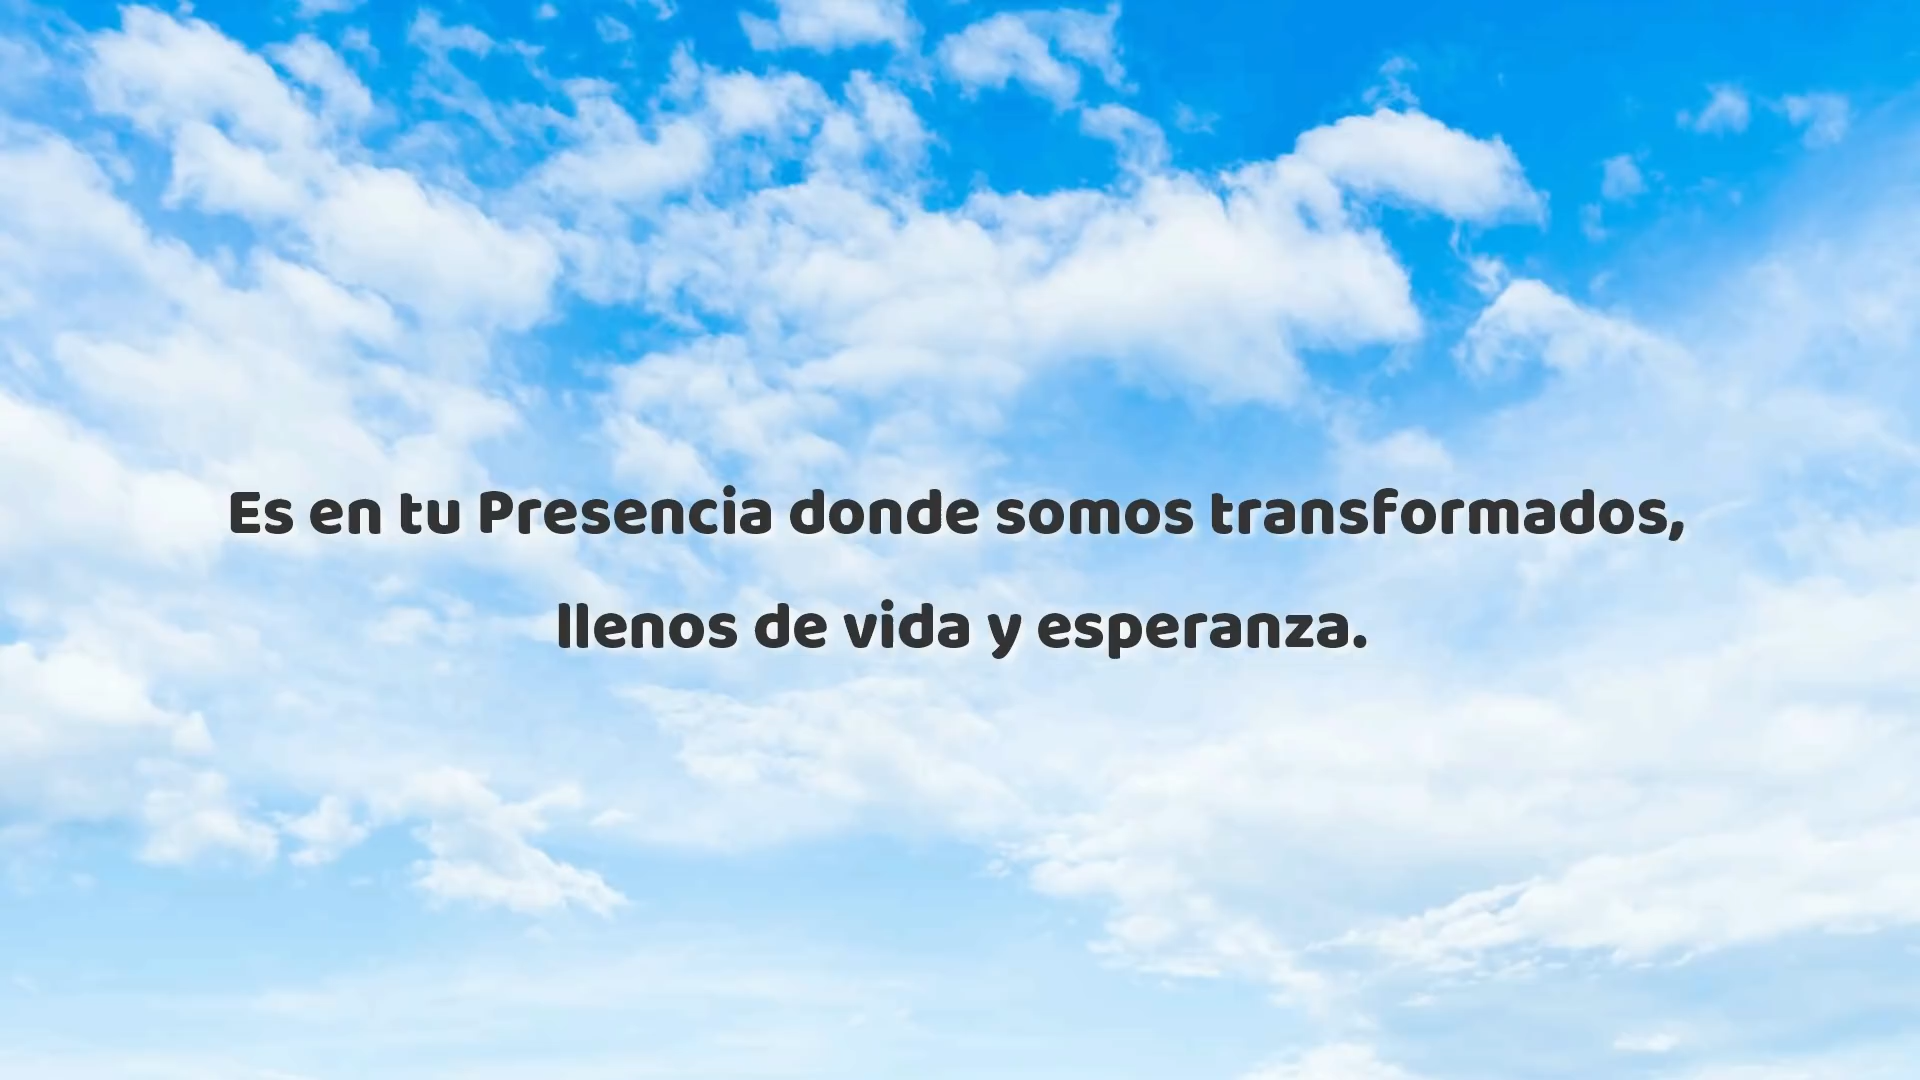 Es en tu Presencia donde somos transformados,
llenos de vida y esperanza.